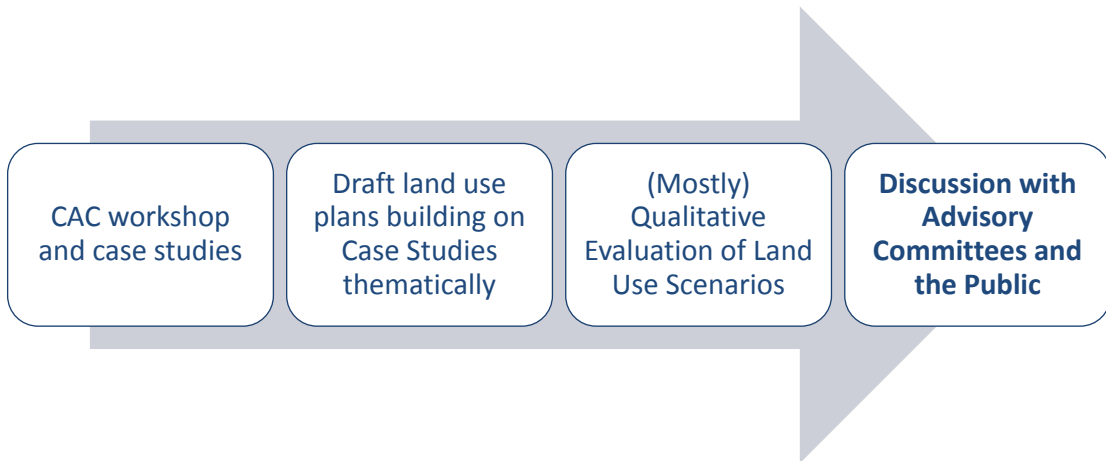 CAC workshop
and case studies
Draft land use
plans building on
Case Studies
thematically
(Mostly)
Qualitative
Evaluation of Land
Use Scenarios
Discussion with
Advisory
Committees and
the Public